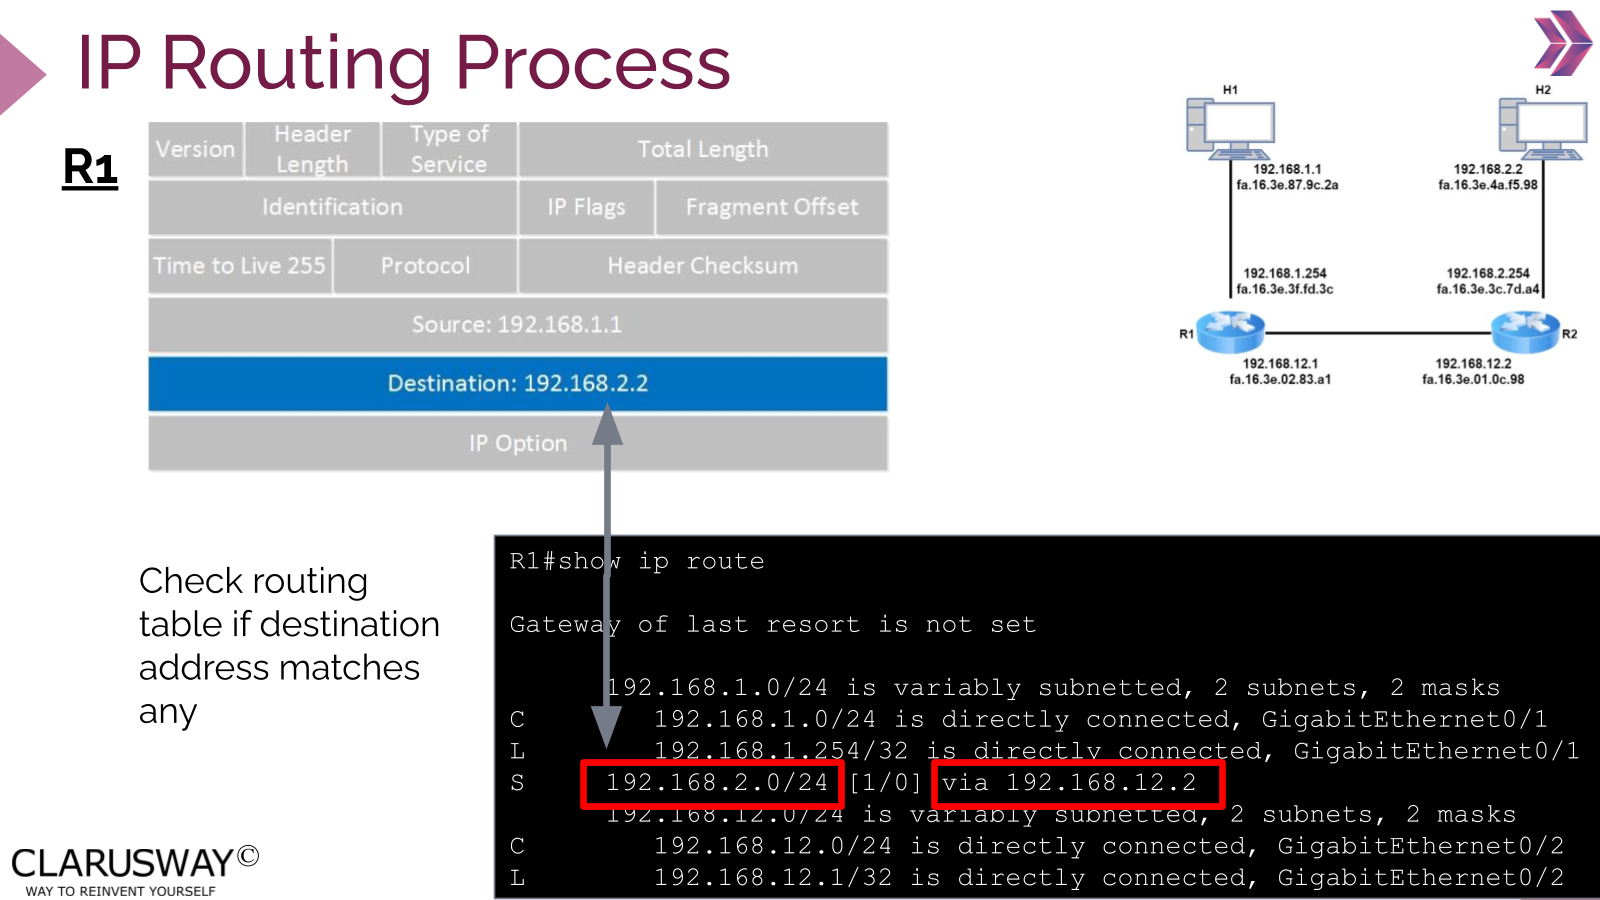 IP Routing Process
R1
Version
Header Length
Type of Service
Total Length
Identification
IP Flags
Fragment Offset
Time to Live 255
Protocol
Header Checksum
Source: 192.168.1.1
Destination: 192.168.2.2
IP Option
H1
H2
192.168.1.1
fa.16.3e.87.9c.2a
192.168.2.2
fa.16.3e.4a.f5.98
192.168.1.254
fa.16.3e.3f.fd.3c
192.168.2.254
fa.16.3e.3c.7d.a4
R1
R2
192.168.12.1
fa.16.3e.02.83.a1
192.168.12.2
fa.16.3e.01.0c.98
Check routing
table if destination
address matches
any
R1#show ip route
Gateway of last resort is not set
192.168.1.0/24 is variably subnetted, 2 subnets, 2 masks
C 192.168.1.0/24 is directly connected, GigabitEthernet0/1
L 192.168.1.254/32 is directly connected, GigabitEthernet0/1
S 192.168.2.0/24 [1/0] via 192.168.12.2
192.168.12.0/24 is variably subnetted, 2 subnets, 2 masks
C 192.168.12.0/24 is directly connected, GigabitEthernet0/2
L 192.168.12.1/32 is directly connected, GigabitEthernet0/2
CLARUSWAY©
WAY TO REINVENT YOURSELF